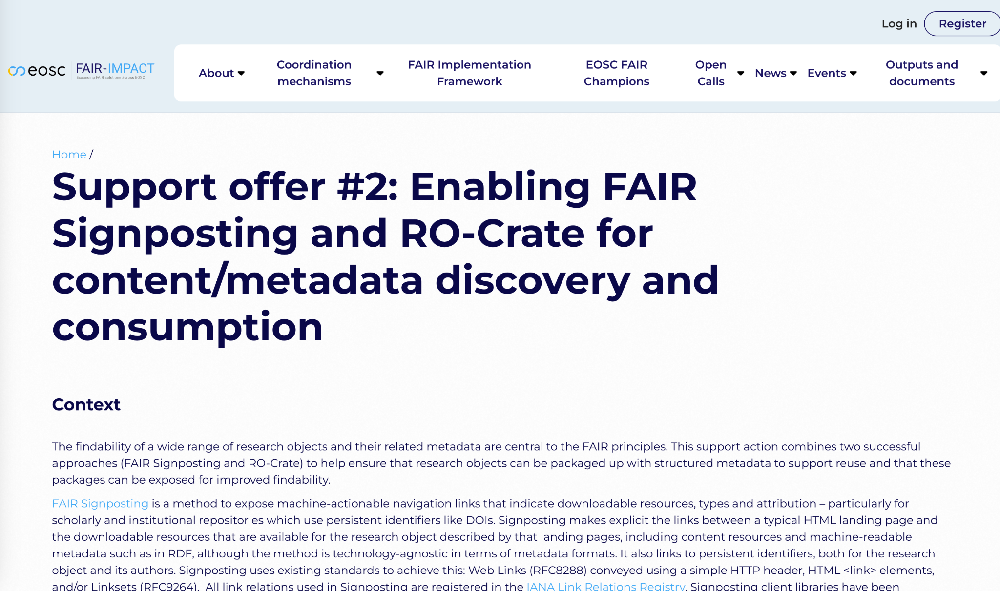 Log in Register
eosc FAIR-IMPACT
Expanding FAIR solutions across EOSC
About
Coordination mechanisms
FAIR Implementation Framework
EOSC FAIR Champions
Open Calls
News
Events
Outputs and documents
Home /
Support offer #2: Enabling FAIR
Signposting and RO-Crate for
content/metadata discovery and
consumption
Context
The findability of a wide range of research objects and their related metadata are central to the FAIR principles. This support action combines two successful
approaches (FAIR Signposting and RO-Crate) to help ensure that research objects can be packaged up with structured metadata to support reuse and that these
packages can be exposed for improved findability.
FAIR Signposting is a method to expose machine-actionable navigation links that indicate downloadable resources, types and attribution – particularly for
scholarly and institutional repositories which use persistent identifiers like DOIs. Signposting makes explicit the links between a typical HTML landing page and
the downloadable resources that are available for the research object described by that landing pages, including content resources and machine-readable
metadata such as in RDF, although the method is technology-agnostic in terms of metadata formats. It also links to persistent identifiers, both for the research
object and its authors. Signposting uses existing standards to achieve this: Web Links (RFC8288) conveyed using a simple HTTP header, HTML <link> elements,
and/or Linksets (RFC9264).  All link relations used in Signposting are registered in the IANA Link Relations Registry. Signposting client libraries have been